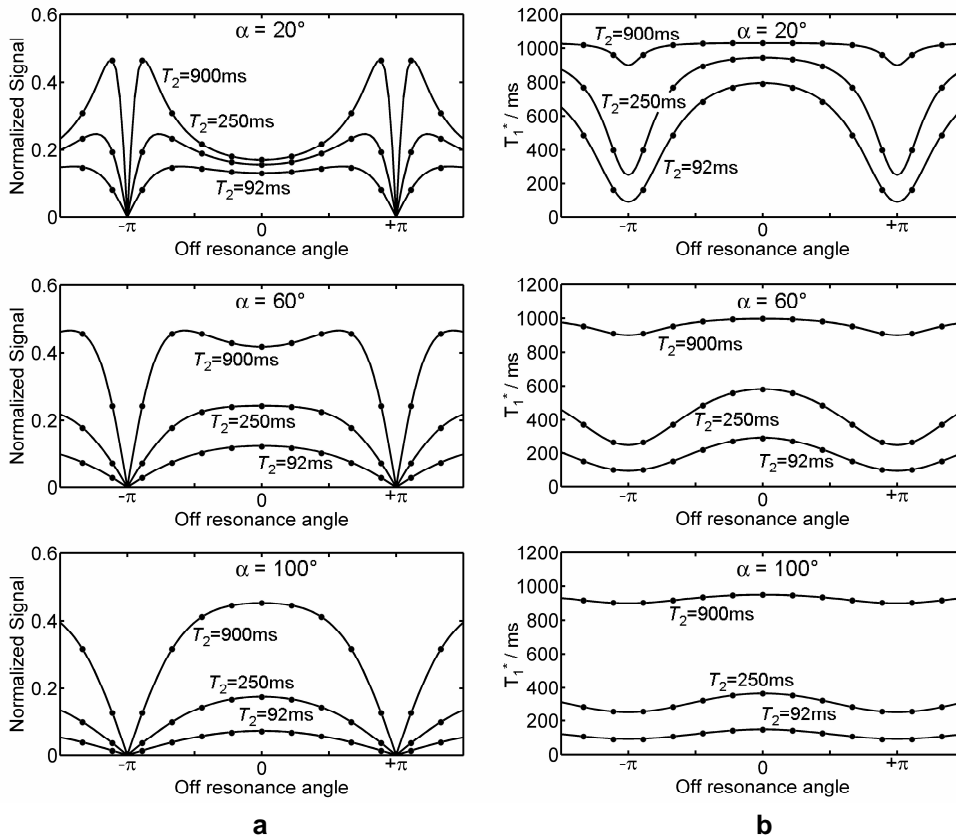 α = 20°
Normalized Signal
0.6
0.4
0.2
0
T2=900ms
T2=250ms
T2=92ms
-π
0
+π
Off resonance angle
α = 60°
Normalized Signal
0.6
0.4
0.2
0
T2=900ms
T2=250ms
T2=92ms
-π
0
+π
Off resonance angle
α = 100°
Normalized Signal
0.6
0.4
0.2
0
T2=900ms
T2=250ms
T2=92ms
-π
0
+π
Off resonance angle
a
α = 20°
T1* / ms
1200
1000
800
600
400
200
0
T2=900ms
T2=250ms
T2=92ms
-π
0
+π
Off resonance angle
α = 60°
T1* / ms
1200
1000
800
600
400
200
0
T2=900ms
T2=250ms
T2=92ms
-π
0
+π
Off resonance angle
α = 100°
T1* / ms
1200
1000
800
600
400
200
0
T2=900ms
T2=250ms
T2=92ms
-π
0
+π
Off resonance angle
b